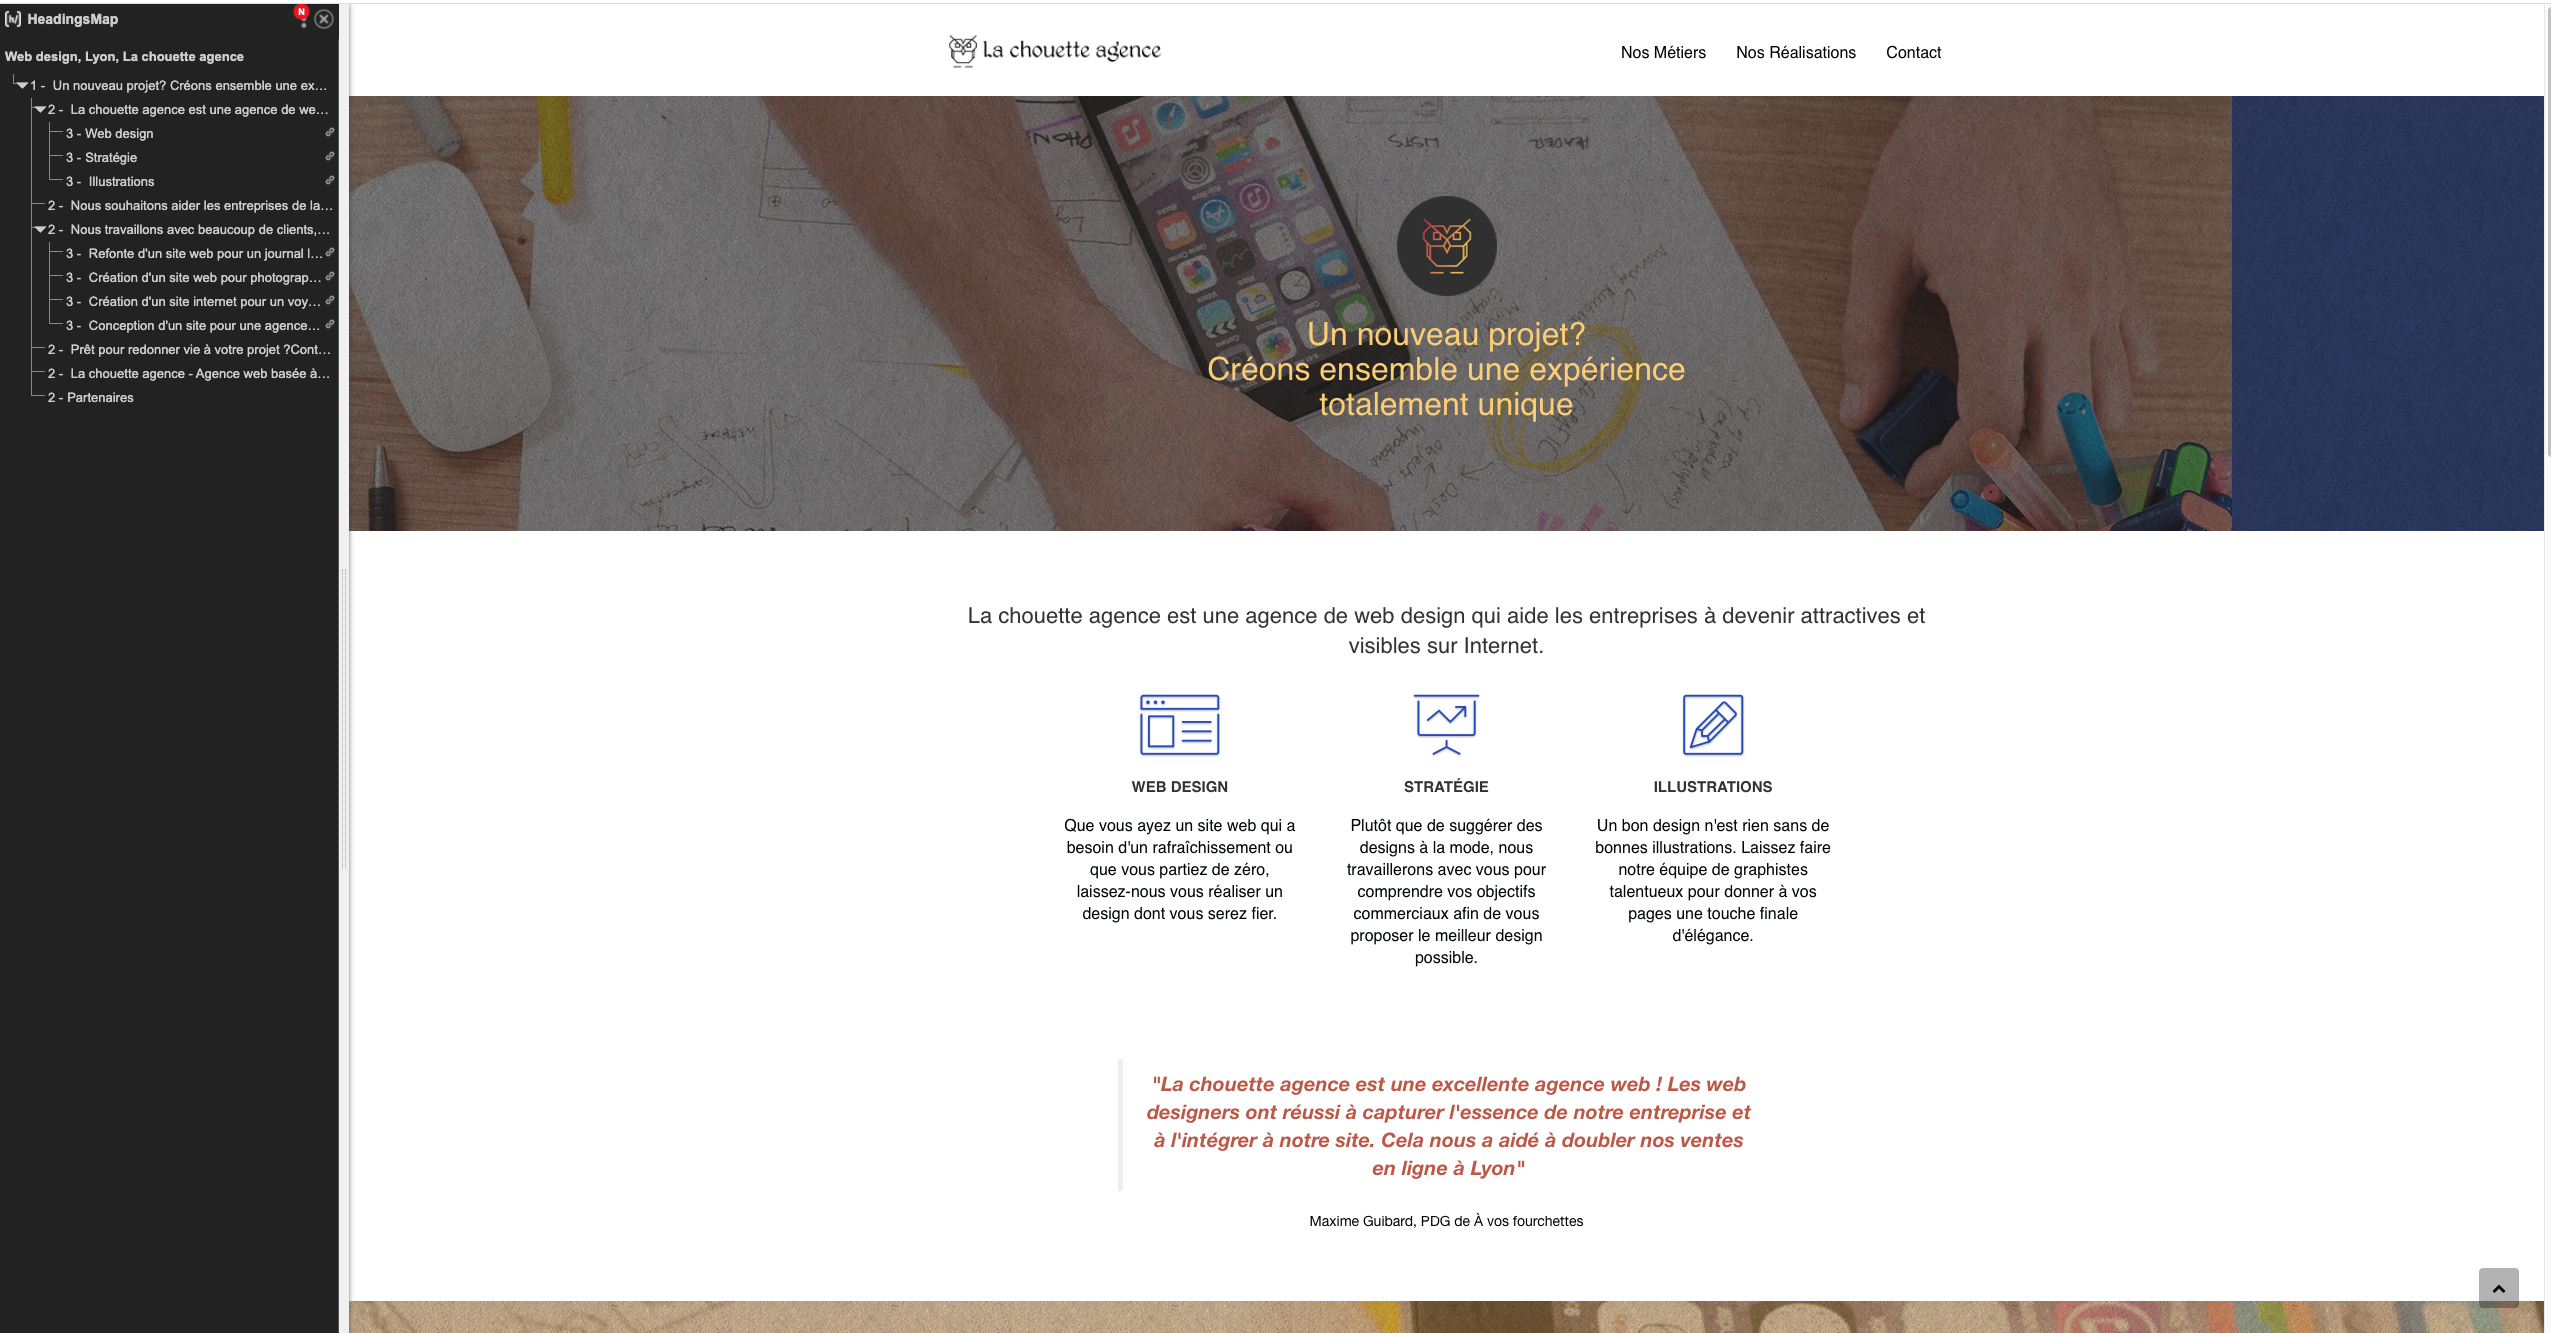 HeadingsMap
N
Web design, Lyon, La chouette agence
1 - Un nouveau projet? Créons ensemble une ex...
2 - La chouette agence est une agence de we...
3 - Web design
3 - Stratégie
3 - Illustrations
2 - Nous souhaitons aider les entreprises de la...
2 - Nous travaillons avec beaucoup de clients,...
3 - Refonte d'un site web pour un journal l...
3 - Création d'un site web pour photograp...
3 - Création d'un site internet pour un voy...
3 - Conception d'un site pour une agence...
2 - Prêt pour redonner vie à votre projet ?Cont...
2 - La chouette agence - Agence web basée à...
2 - Partenaires
La chouette agence
Nos Métiers
Nos Réalisations
Contact
LISTS
HEADER
Un nouveau projet?
Créons ensemble une expérience
totalement unique
La chouette agence est une agence de web design qui aide les entreprises à devenir attractives et
visibles sur Internet.
WEB DESIGN
Que vous ayez un site web qui a
besoin d'un rafraîchissement ou
que vous partiez de zéro,
laissez-nous vous réaliser un
design dont vous serez fier.
STRATÉGIE
Plutôt que de suggérer des
designs à la mode, nous
travaillerons avec vous pour
comprendre vos objectifs
commerciaux afin de vous
proposer le meilleur design
possible.
ILLUSTRATIONS
Un bon design n'est rien sans de
bonnes illustrations. Laissez faire
notre équipe de graphistes
talentueux pour donner à vos
pages une touche finale
d'élégance.
"La chouette agence est une excellente agence web ! Les web
designers ont réussi à capturer l'essence de notre entreprise et
à l'intégrer à notre site. Cela nous a aidé à doubler nos ventes
en ligne à Lyon"
Maxime Guibard, PDG de À vos fourchettes